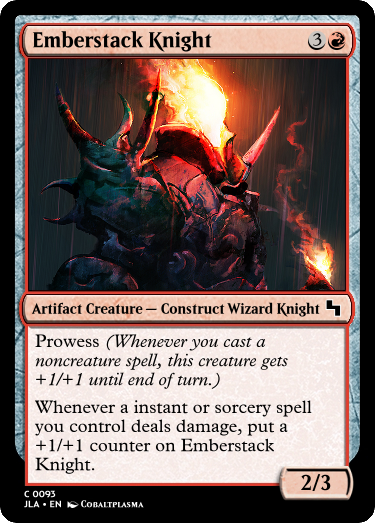 Emberstack Knight 3
Artifact Creature — Construct Wizard Knight
Prowess (Whenever you cast a
noncreature spell, this creature gets
+1/+1 until end of turn.)
Whenever a instant or sorcery spell
you control deals damage, put a
+1/+1 counter on Emberstack
Knight.
2/3
C 0093
JLA • EN Cobaltplasma